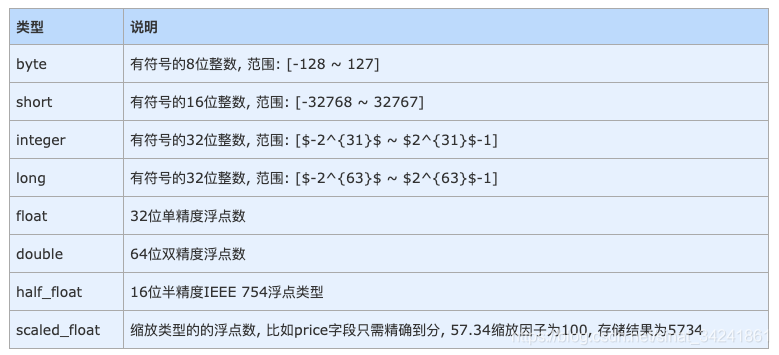 类型 说明
byte 有符号的8位整数, 范围: [-128 ~ 127]
short 有符号的16位整数, 范围: [-32768 ~ 32767]
integer 有符号的32位整数, 范围: [$-2^{31}$ ~ $2^{31}$-1]
long 有符号的32位整数, 范围: [$-2^{63}$ ~ $2^{63}$-1]
float 32位单精度浮点数
double 64位双精度浮点数
half_float 16位半精度IEEE 754浮点类型
scaled_float 缩放类型的的浮点数, 比如price字段只需精确到分, 57.34缩放因子为100, 存储结果为5734